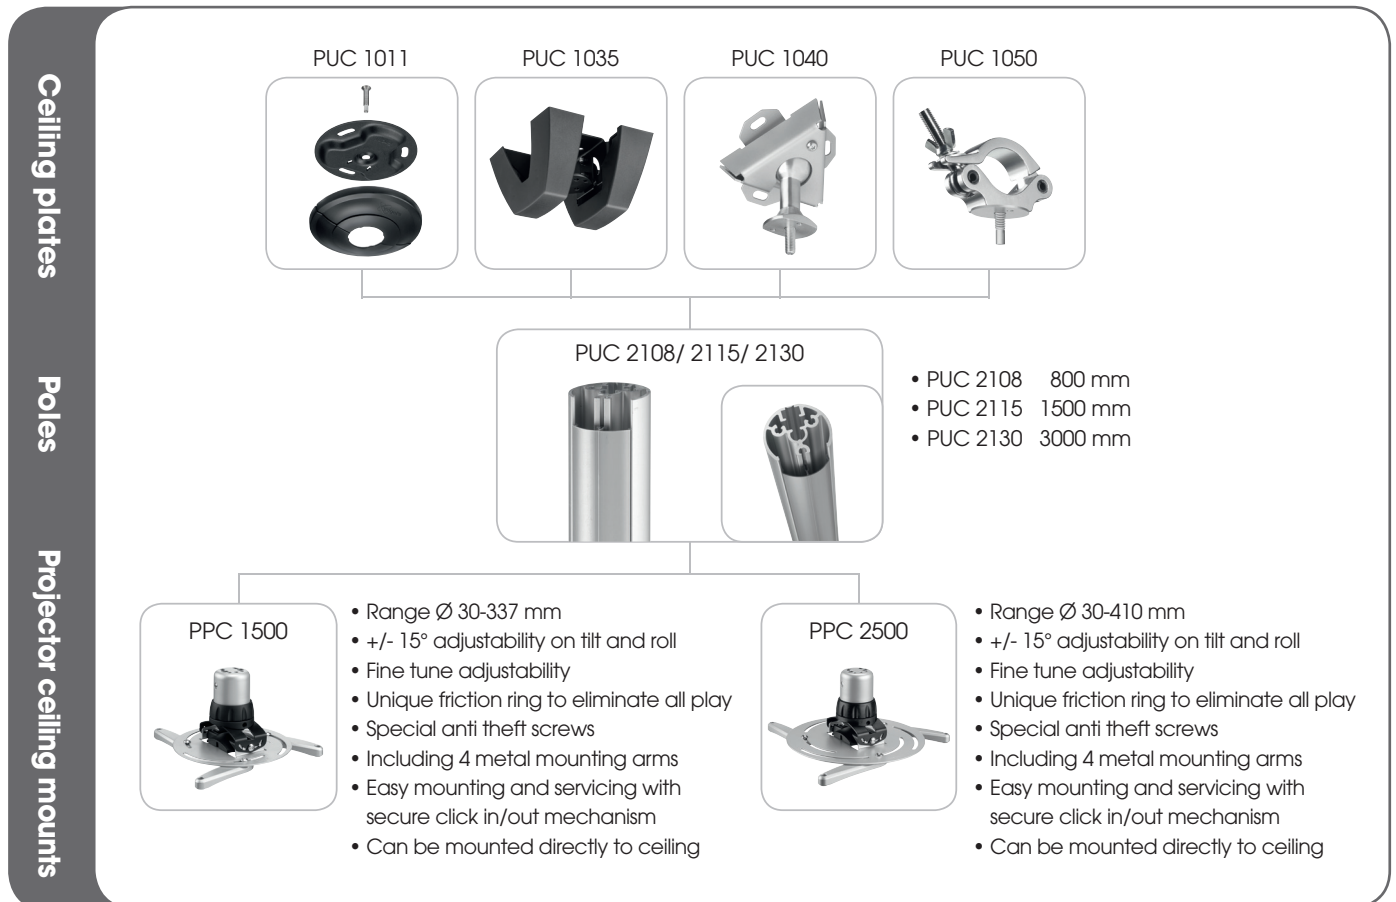 Ceiling plates
PUC 1011
PUC 1035
PUC 1040
PUC 1050
Poles
PUC 2108/ 2115/ 2130
• PUC 2108 800 mm
• PUC 2115 1500 mm
• PUC 2130 3000 mm
Projector ceiling mounts
PPC 1500
• Range Ø 30-337 mm
• +/- 15° adjustability on tilt and roll
• Fine tune adjustability
• Unique friction ring to eliminate all play
• Special anti theft screws
• Including 4 metal mounting arms
• Easy mounting and servicing with
secure click in/out mechanism
• Can be mounted directly to ceiling
PPC 2500
• Range Ø 30-410 mm
• +/- 15° adjustability on tilt and roll
• Fine tune adjustability
• Unique friction ring to eliminate all play
• Special anti theft screws
• Including 4 metal mounting arms
• Easy mounting and servicing with
secure click in/out mechanism
• Can be mounted directly to ceiling